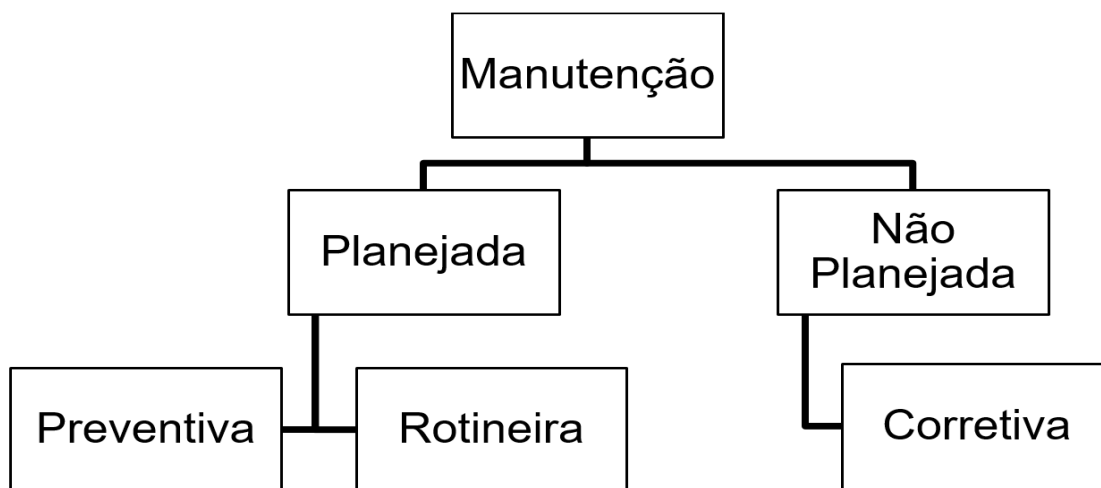 Manutenção
Planejada
Não
Planejada
Preventiva
Rotineira
Corretiva